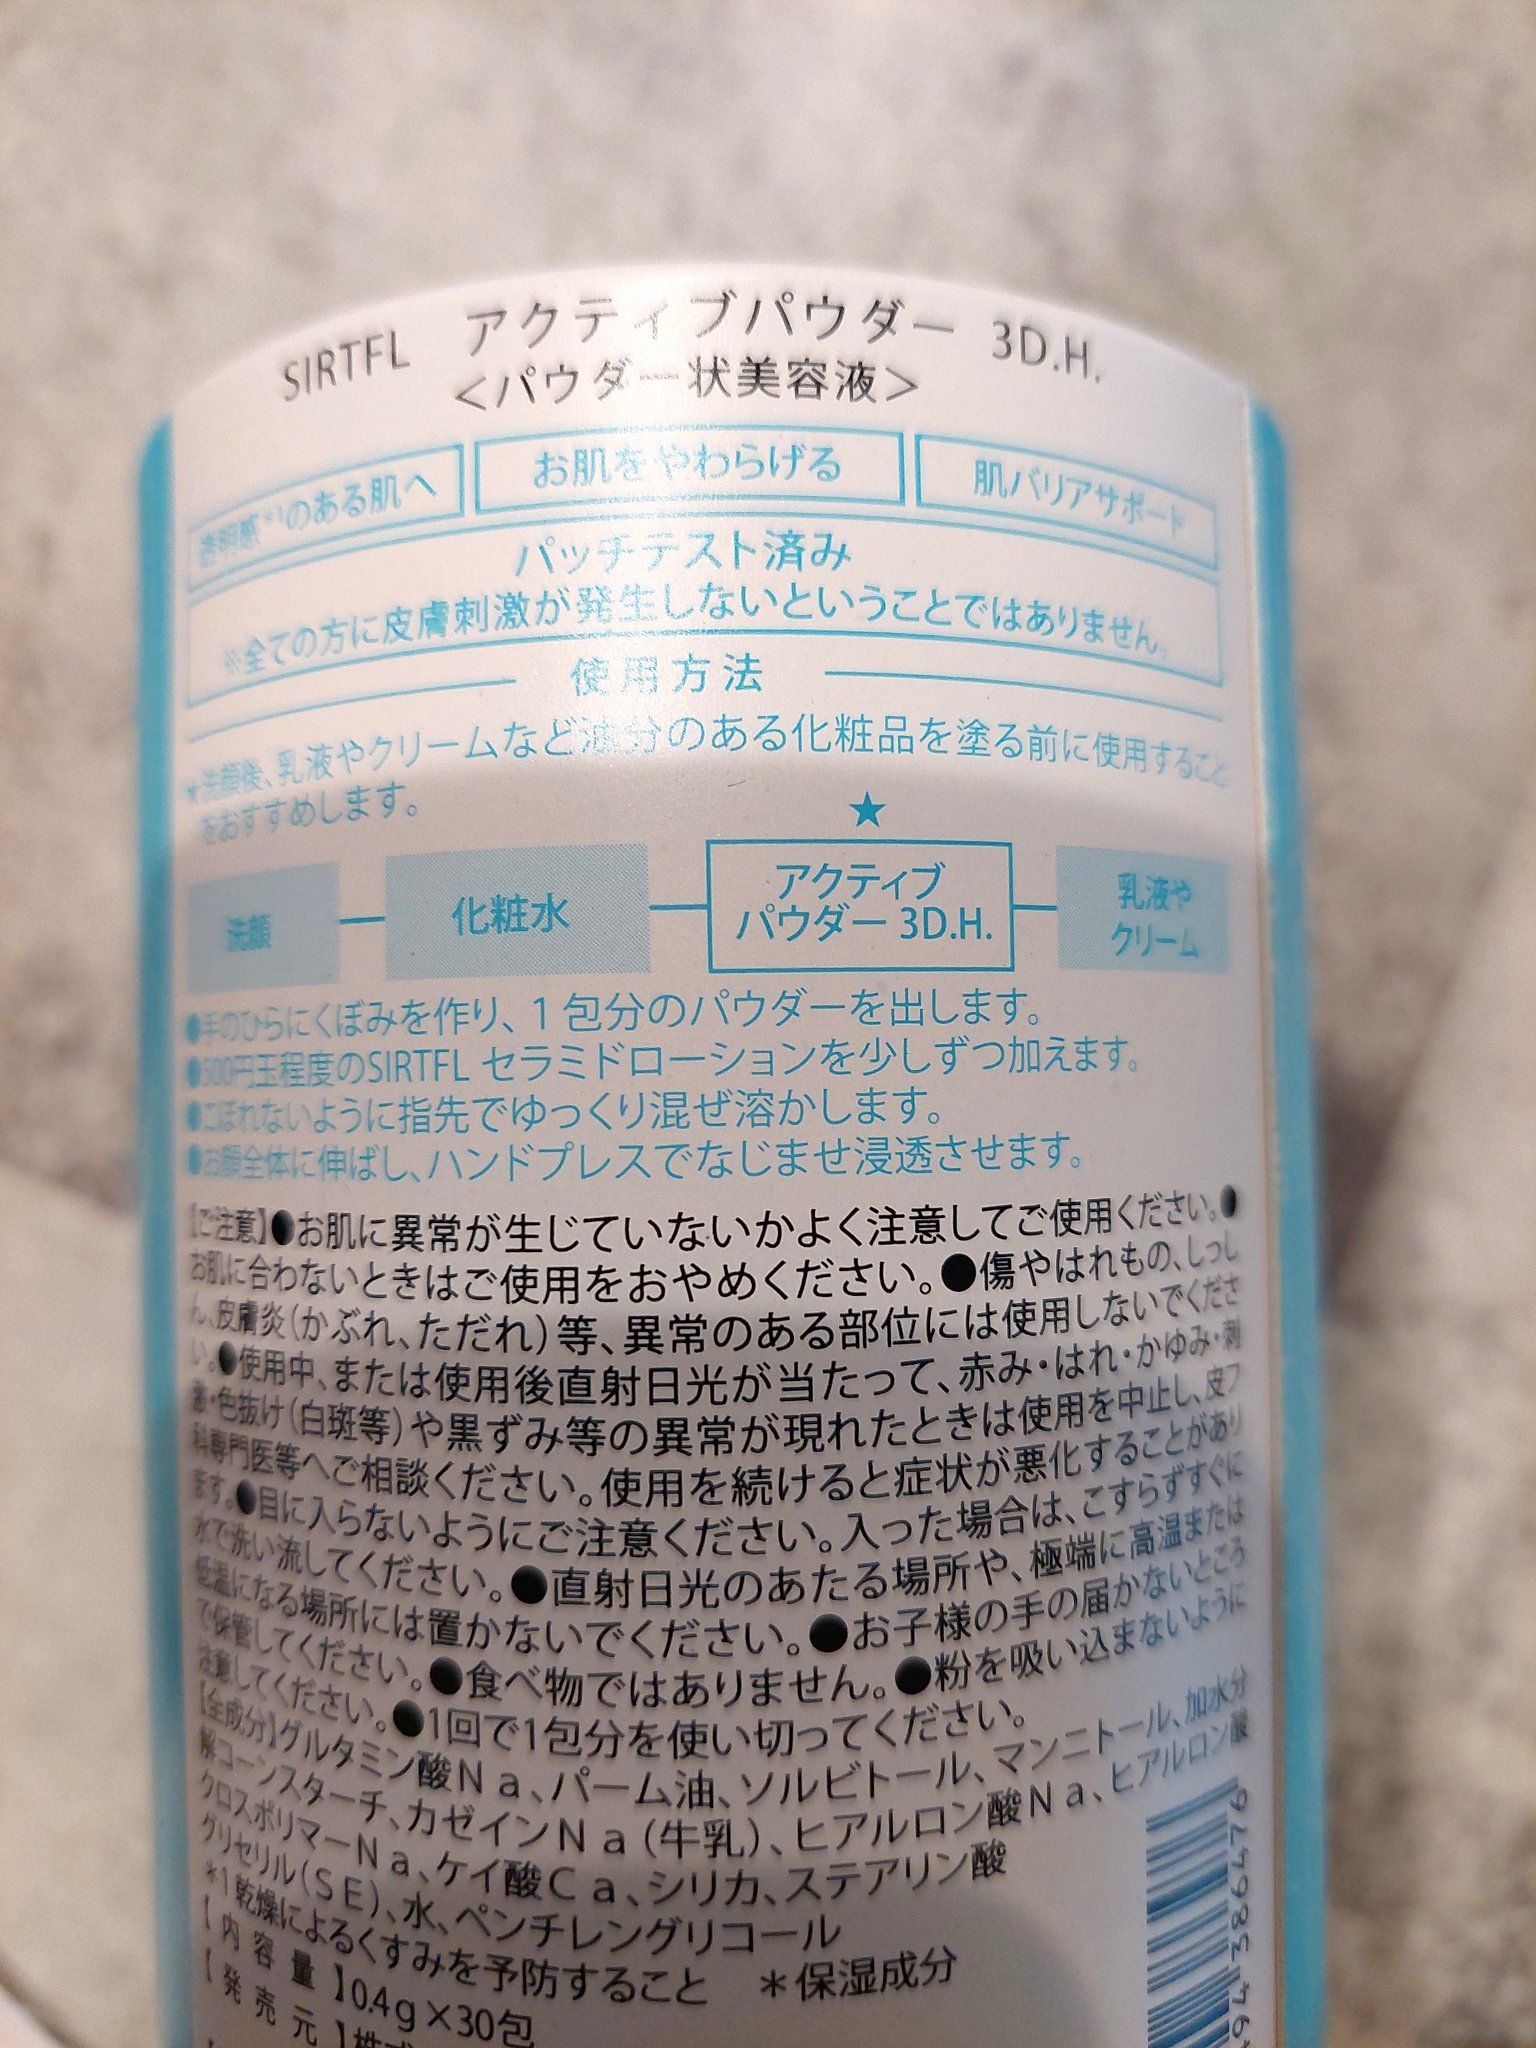 SIRTFL アクティブパウダー 3D.H.
＜パウダー状美容液＞
透明感*1のある肌へ
お肌をやわらげる
肌バリアサポート
パッチテスト済み
※全ての方に皮膚刺激が発生しないということではありません。
使用方法
★洗顔後、乳液やクリームなど油分のある化粧品を塗る前に使用すること
をおすすめします。
★
洗顔
化粧水
アクティブ
パウダー 3D.H.
乳液や
クリーム
●手のひらにくぼみを作り、1包分のパウダーを出します。
●500円玉程度のSIRTFL セラミドローションを少しずつ加えます。
●こぼれないように指先でゆっくり混ぜ溶かします。
●お顔全体に伸ばし、ハンドプレスでなじませ浸透させます。
【ご注意】●お肌に異常が生じていないかよく注意してご使用ください。●
お肌に合わないときはご使用をおやめください。●傷やはれもの、しっし
ん、皮膚炎（かぶれ、ただれ）等、異常のある部位には使用しないでくださ
い。●使用中、または使用後直射日光が当たって、赤み・はれ・かゆみ・刺
激・色抜け（白斑等）や黒ずみ等の異常が現れたときは使用を中止し、皮フ
科専門医等へご相談ください。使用を続けると症状が悪化することがあり
ます。●目に入らないようにご注意ください。入った場合は、こすらずすぐに
水で洗い流してください。●直射日光のあたる場所や、極端に高温または
低温になる場所には置かないでください。●お子様の手の届かないところ
で保管してください。●食べ物ではありません。●粉を吸い込まないように
注意してください。●1回で1包分を使い切ってください。
【全成分】グルタミン酸Ｎａ、パーム油、ソルビトール、マンニトール、加水分
解コーンスターチ、カゼインＮａ（牛乳）、ヒアルロン酸Ｎａ、ヒアルロン酸
クロスポリマーＮａ、ケイ酸Ｃａ、シリカ、ステアリン酸
グリセリル（ＳＥ）、水、ペンチレングリコール
*1 乾燥によるくすみを予防すること ＊保湿成分
【内容量】0.4g×30包
【発売元】株式